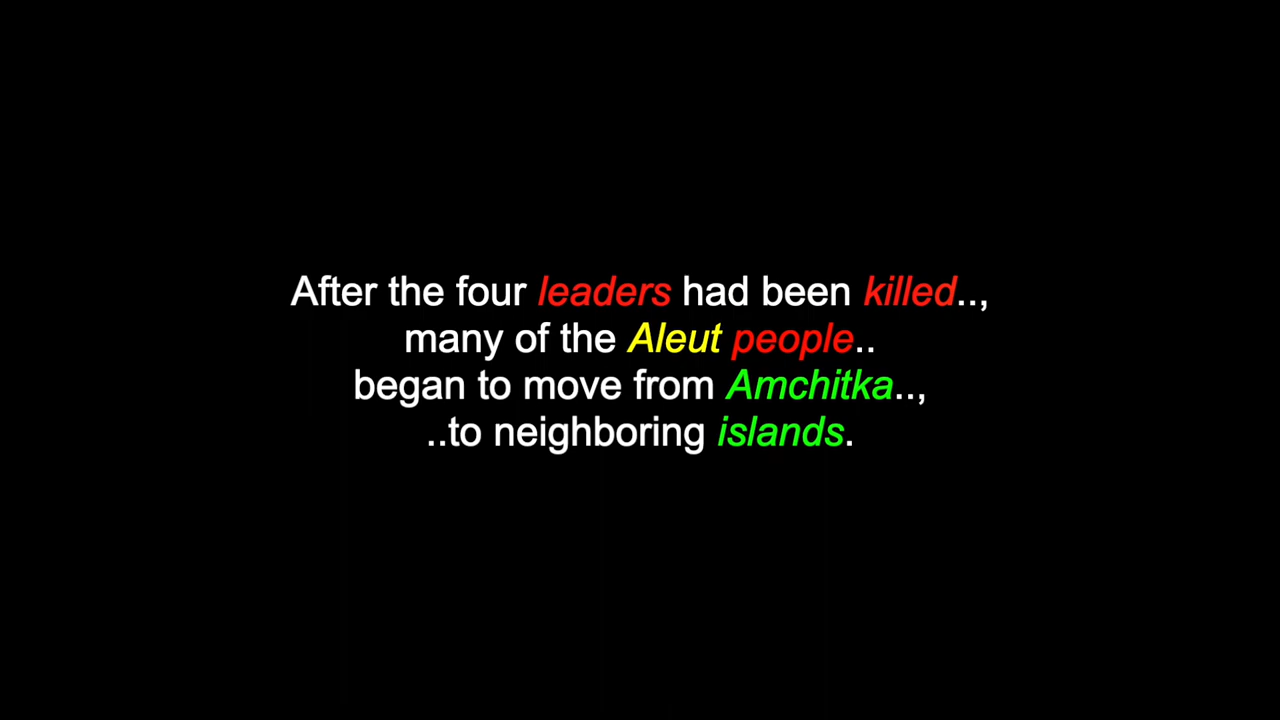 After the four leaders had been killed..,
many of the Aleut people..
began to move from Amchitka..,
..to neighboring islands.